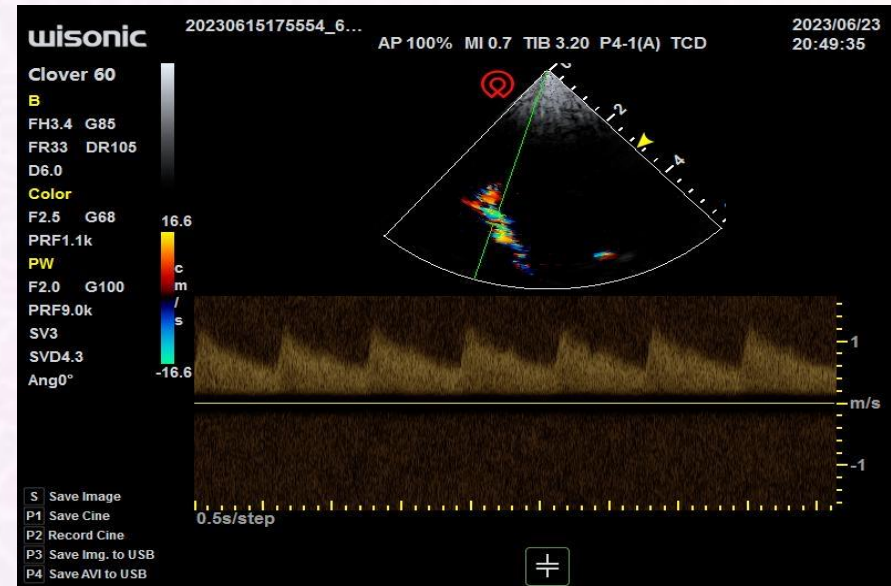 wisonic
20230615175554_6...
AP 100% MI 0.7 TIB 3.20 P4-1(A) TCD
2023/06/23
20:49:35
Clover 60
B
FH3.4 G85
FR33 DR105
D6.0
Color
F2.5 G68
PRF1.1k
PW
F2.0 G100
PRF9.0k
SV3
SVD4.3
Ang0°
16.6
c
m
/
s
-16.6
0
2
4
1
m/s
-1
0.5s/step
S Save Image
P1 Save Cine
P2 Record Cine
P3 Save Img. to USB
P4 Save AVI to USB